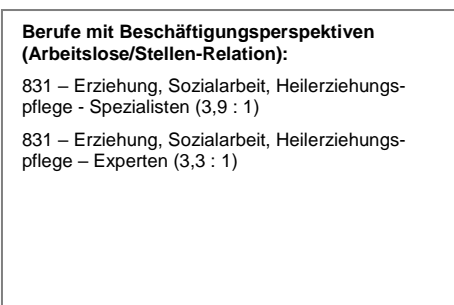 Berufe mit Beschäftigungsperspektiven
(Arbeitslose/Stellen-Relation):
831 – Erziehung, Sozialarbeit, Heilerziehungs-
pflege - Spezialisten (3,9 : 1)
831 – Erziehung, Sozialarbeit, Heilerziehungs-
pflege – Experten (3,3 : 1)